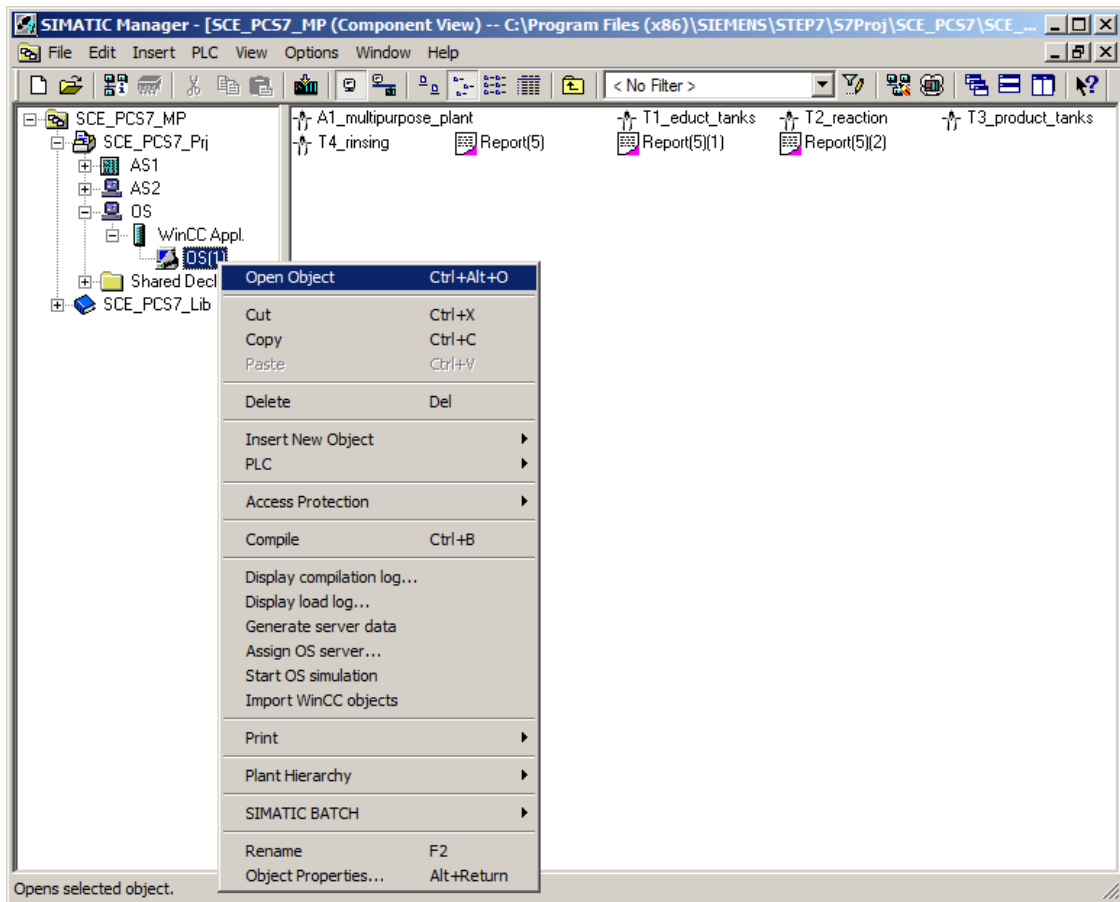 SIMATIC Manager - [SCE_PCS7_MP (Component View) -- C:\Program Files (x86)\SIEMENS\STEP7\S7Proj\SCE_PCS7\SCE_...
File Edit Insert PLC View Options Window Help
< No Filter >
SCE_PCS7_MP
SCE_PCS7_Prj
AS1
AS2
OS
WinCC Appl.
OS(1)
Shared Decl
SCE_PCS7_Lib
A1_multipurpose_plant T1_educt_tanks T2_reaction T3_product_tanks
T4_rinsing Report(5) Report(5)(1) Report(5)(2)
Open Object Ctrl+Alt+O
Cut Ctrl+X
Copy Ctrl+C
Paste Ctrl+V
Delete Del
Insert New Object
PLC
Access Protection
Compile Ctrl+B
Display compilation log...
Display load log...
Generate server data
Assign OS server...
Start OS simulation
Import WinCC objects
Print
Plant Hierarchy
SIMATIC BATCH
Rename F2
Object Properties... Alt+Return
Opens selected object.